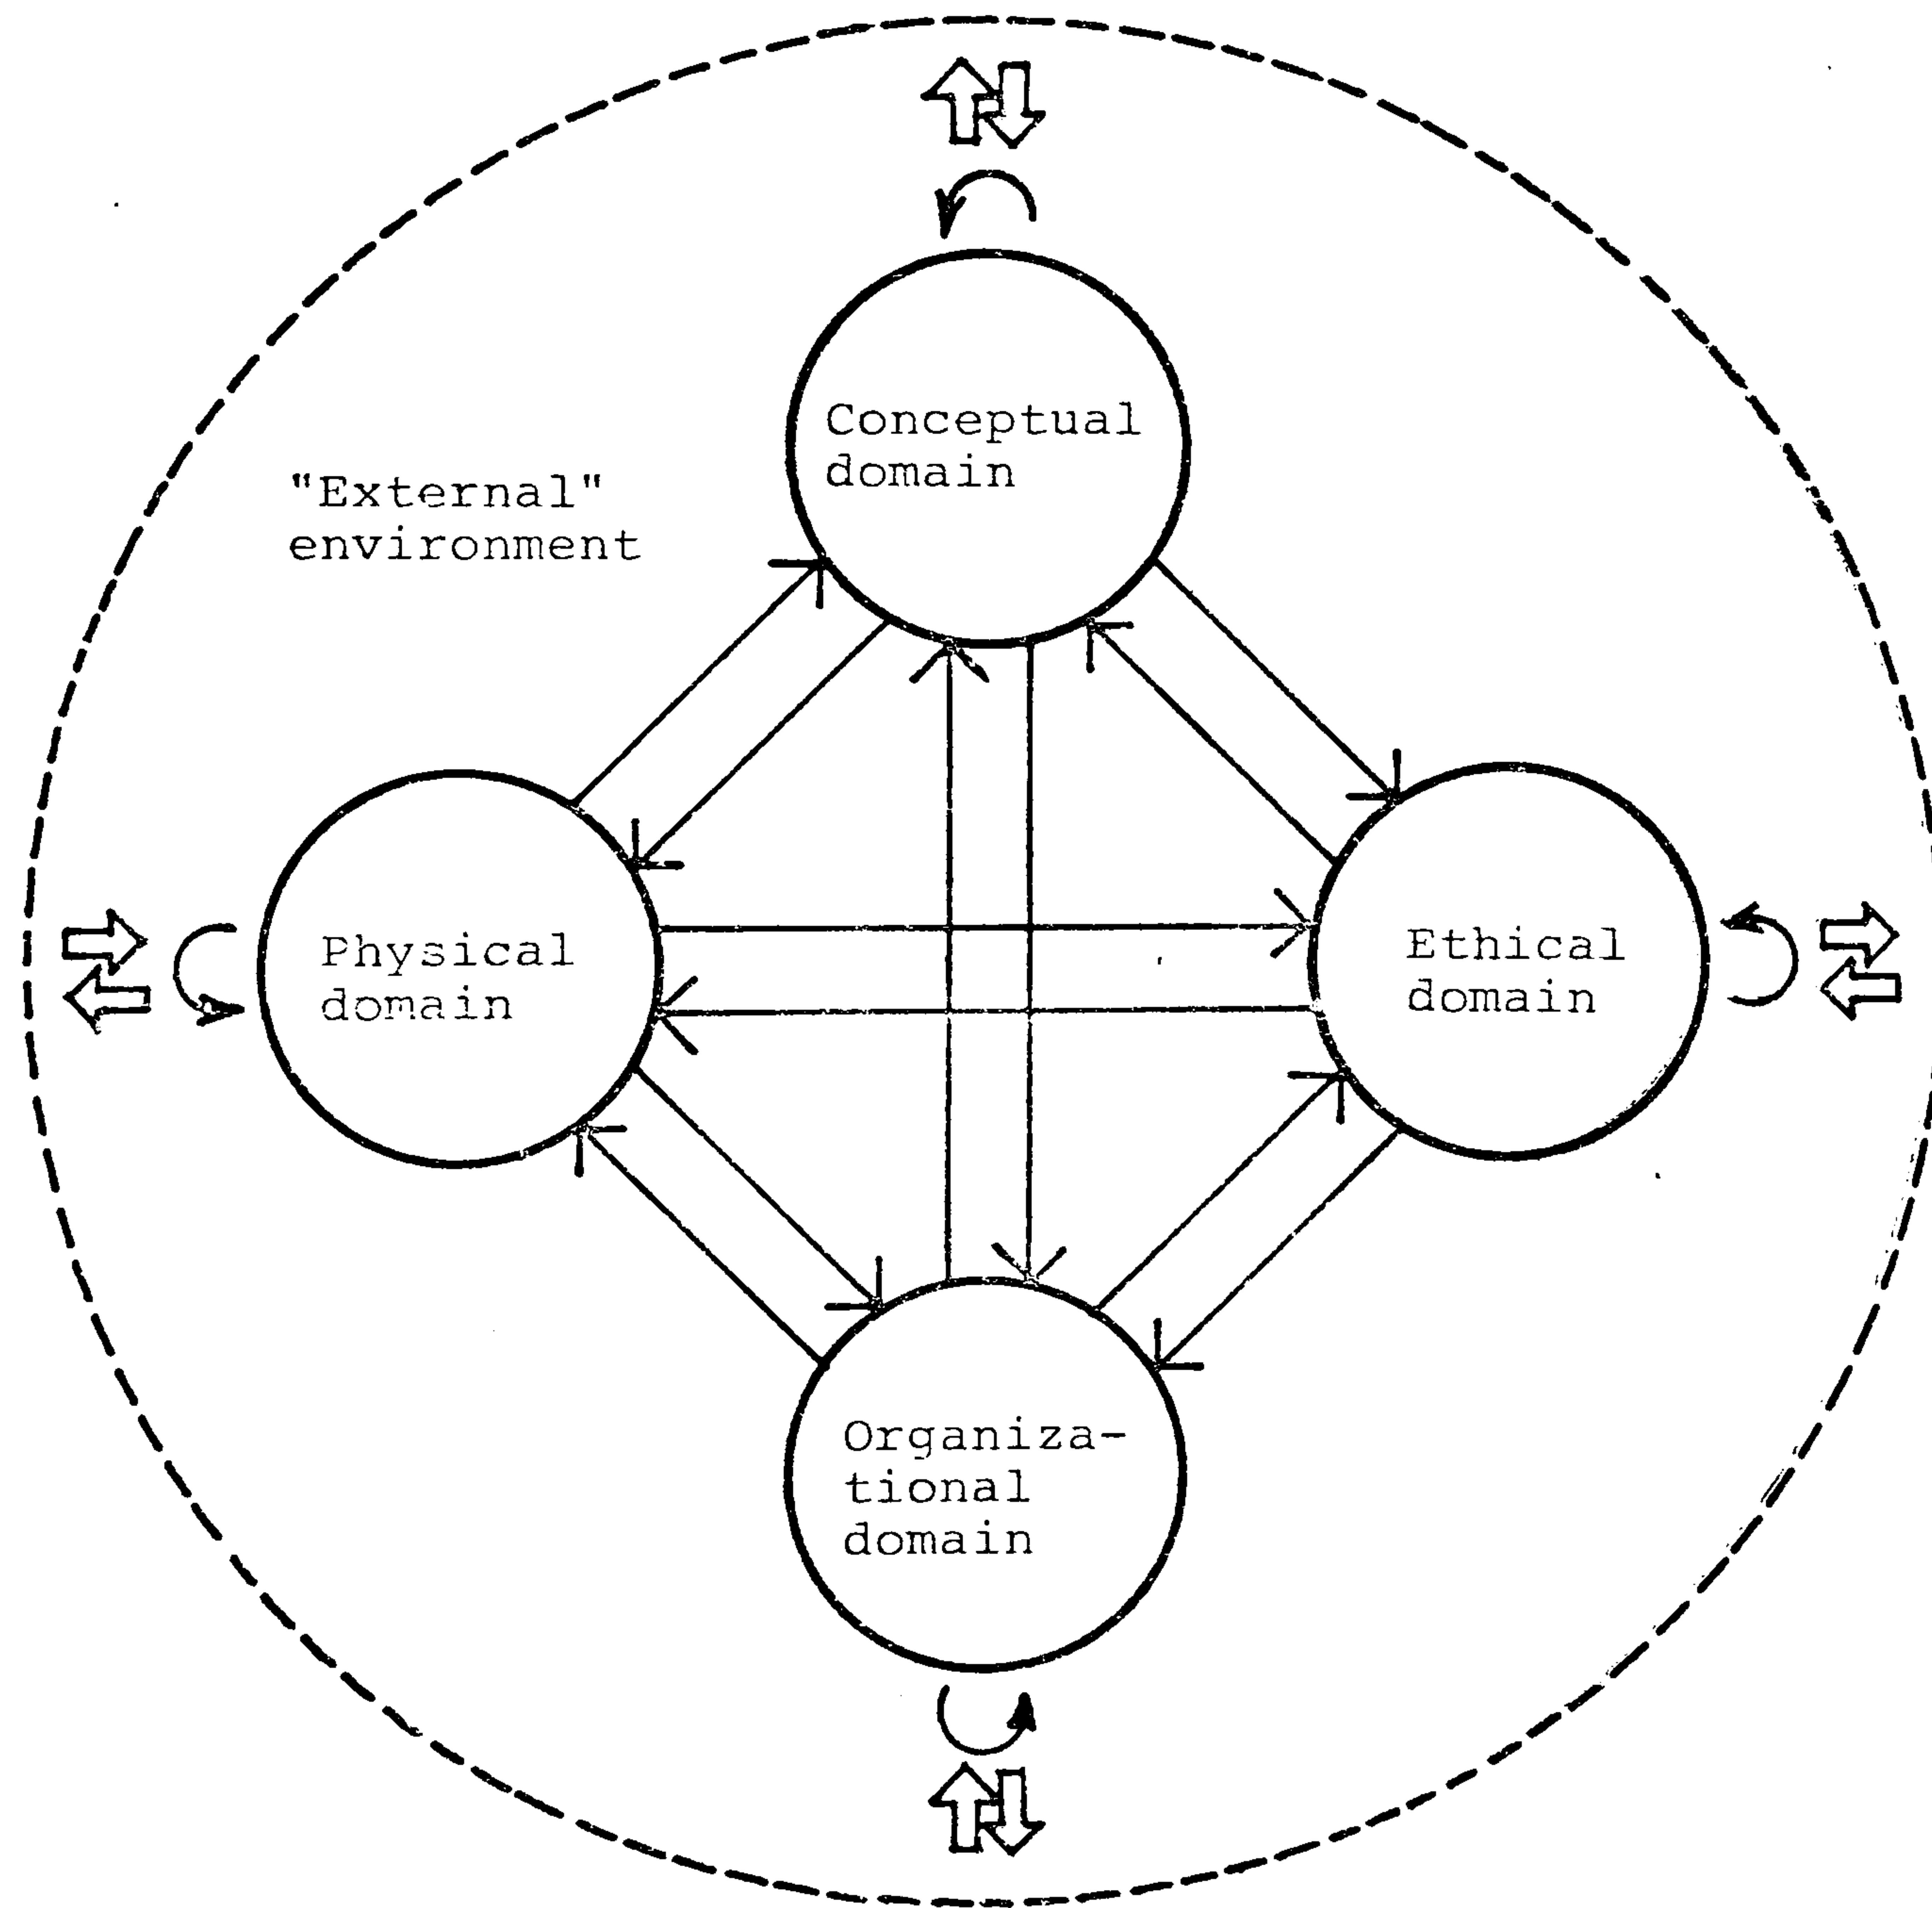 Conceptual
domain
"External"
environment
Physical
domain
Ethical
domain
Organiza-
tional
domain